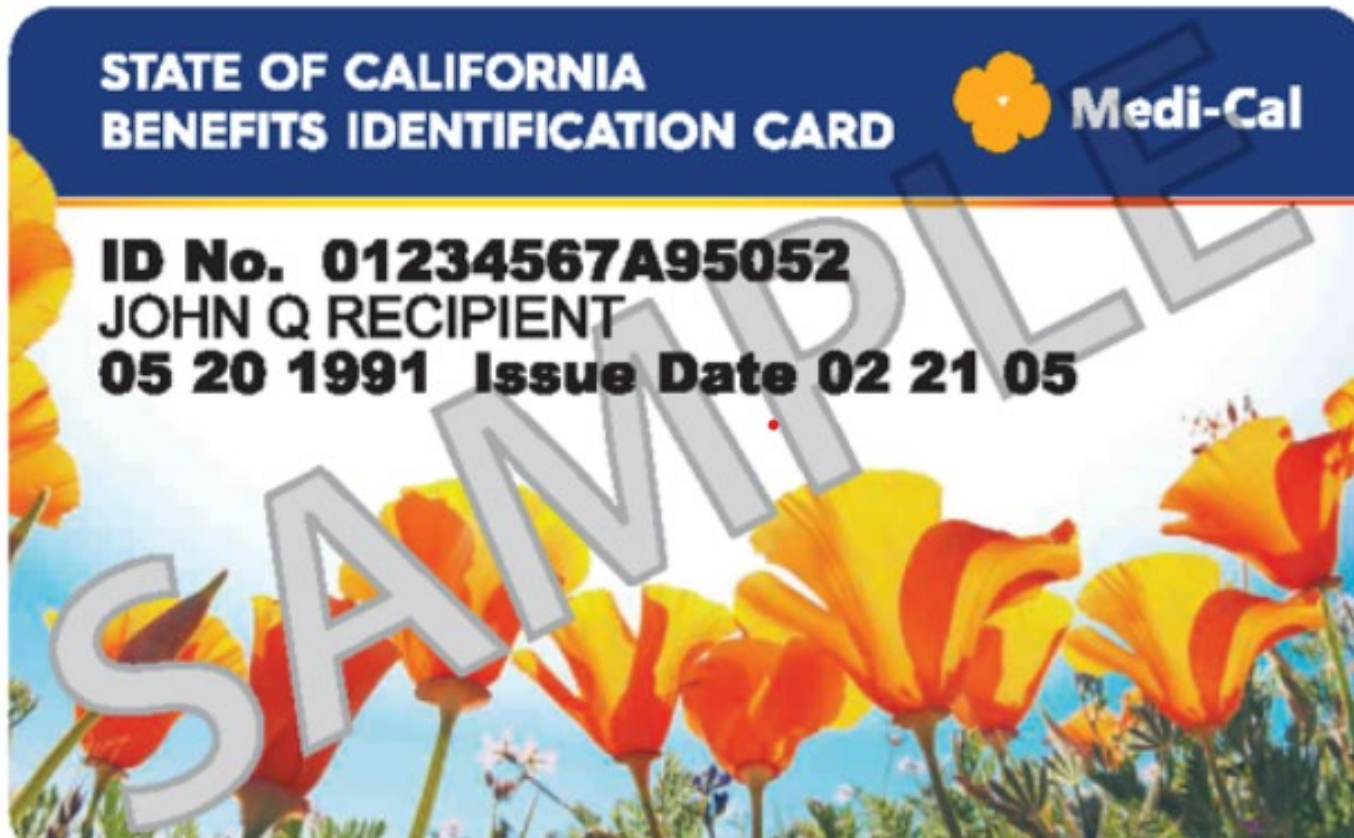 STATE OF CALIFORNIA
BENEFITS IDENTIFICATION CARD
Medi-Cal
ID No. 01234567A95052
JOHN Q RECIPIENT
05 20 1991 Issue Date 02 21 05
SAMPLE